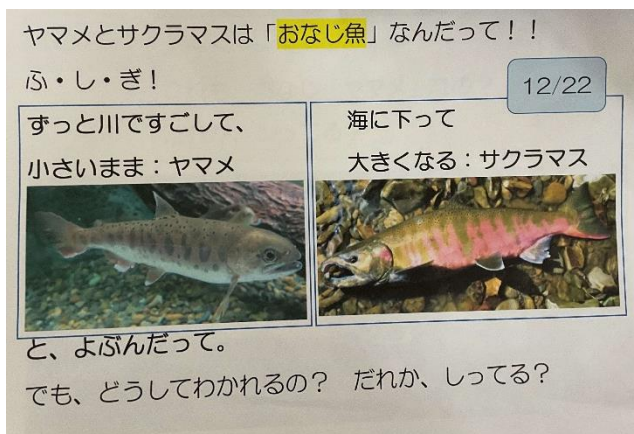 ヤマメとサクラマスは「おなじ魚」なんだって！！
ふ・し・ぎ！
12/22
ずっと川ですごして、
小さいまま：ヤマメ
海に下って
大きくなる：サクラマス
と、よぶんだって。
でも、どうしてわかれるの？　だれか、しってる？